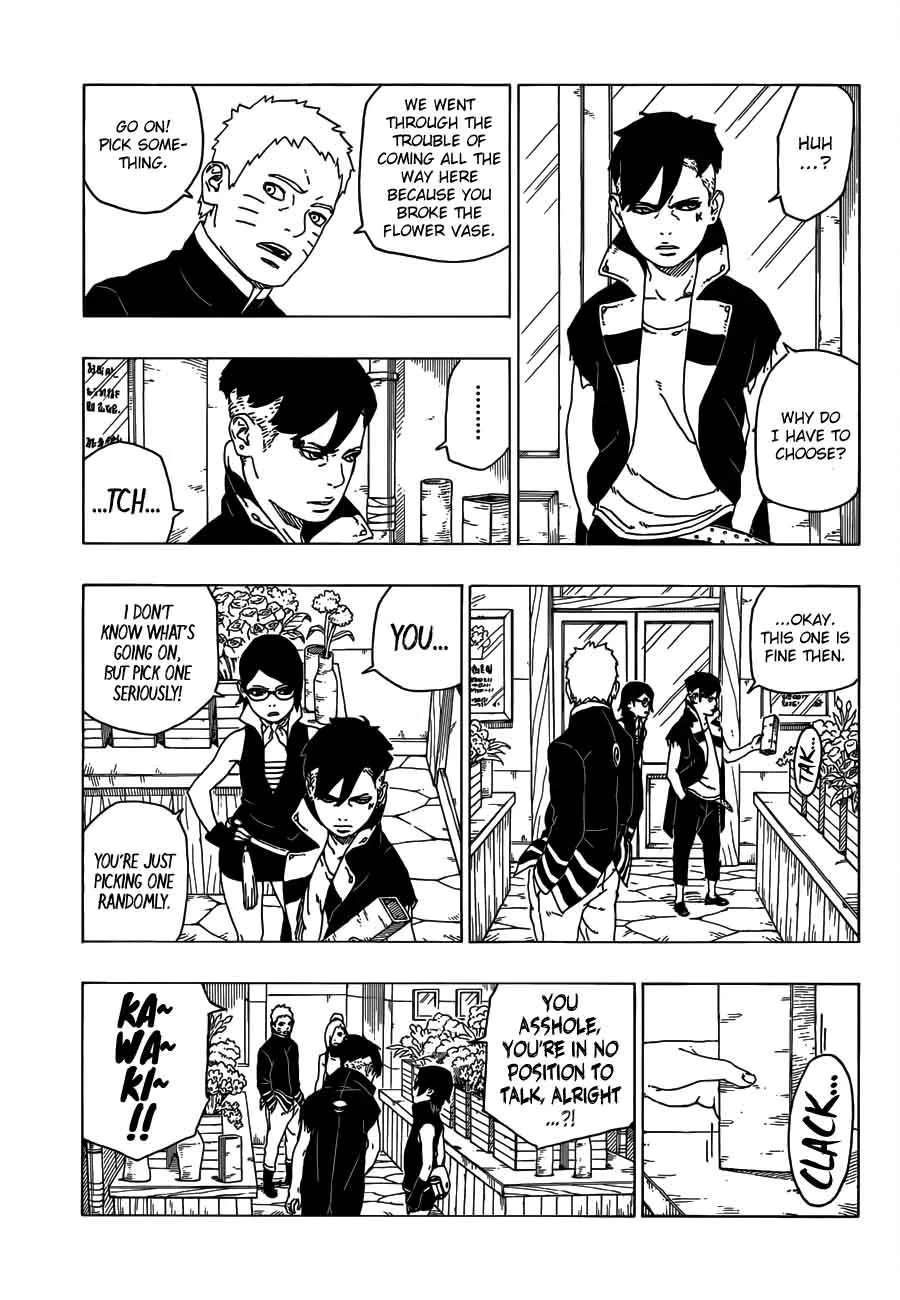 HUH
...?
WHY DO
I HAVE TO
CHOOSE?
WE WENT
THROUGH THE
TROUBLE OF
COMING ALL THE
WAY HERE
BECAUSE YOU
BROKE THE
FLOWER VASE.
GO ON!
PICK SOME-
THING.
.........
...TCH...
...OKAY.
THIS ONE IS
FINE THEN.
TAK...
YOU...
I DON'T
KNOW WHAT'S
GOING ON,
BUT PICK ONE
SERIOUSLY!
YOU'RE JUST
PICKING ONE
RANDOMLY.
CLACK...
YOU
ASSHOLE,
YOU'RE IN NO
POSITION TO
TALK, ALRIGHT
...?!
KA~
WA~
KI~
!!
K